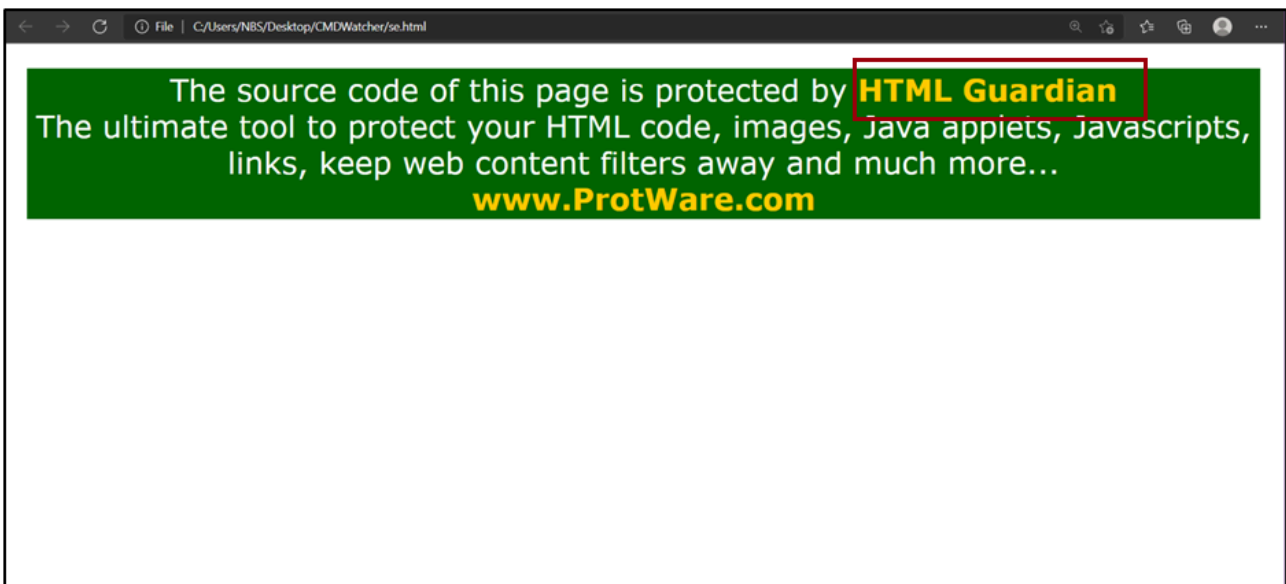 File | C:/Users/NBS/Desktop/CMDWatcher/se.html
The source code of this page is protected by HTML Guardian
The ultimate tool to protect your HTML code, images, Java applets, Javascripts,
links, keep web content filters away and much more...
www.ProtWare.com